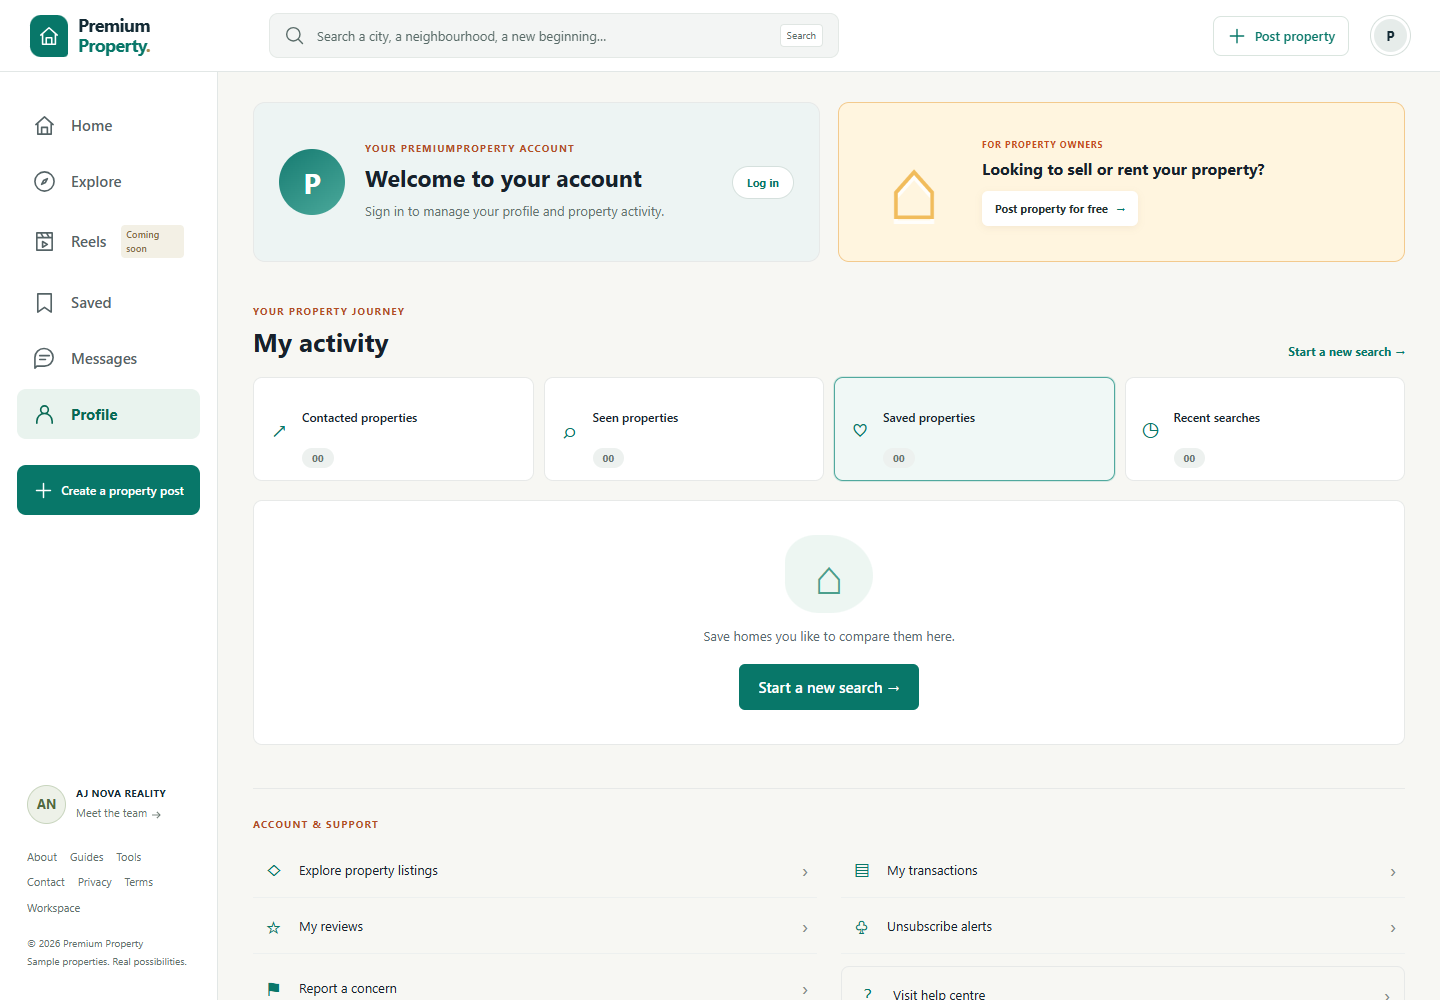 Premium
Property.
Search a city, a neighbourhood, a new beginning...
Search
Post property
P
Home
Explore
Reels
Coming
soon
Saved
Messages
Profile
Create a property post
AN
AJ NOVA REALITY
Meet the team →
About Guides Tools
Contact Privacy Terms
Workspace
© 2026 Premium Property
Sample properties. Real possibilities.
P
YOUR PREMIUMPROPERTY ACCOUNT
Welcome to your account
Sign in to manage your profile and property activity.
Log in
FOR PROPERTY OWNERS
Looking to sell or rent your property?
Post property for free →
YOUR PROPERTY JOURNEY
My activity
Start a new search →
Contacted properties
00
Seen properties
00
Saved properties
00
Recent searches
00
Save homes you like to compare them here.
Start a new search →
ACCOUNT & SUPPORT
Explore property listings
My transactions
My reviews
Unsubscribe alerts
Report a concern
? Visit help centre